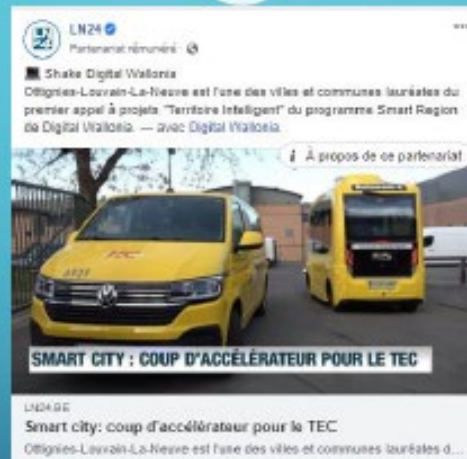 LN24
Partenariat rémunéré
Shake Digital Wallonia
Ottignies-Louvain-La-Neuve est l'une des villes et communes lauréates du
premier appel à projets "Territoire Intelligent" du programme Smart Region
de Digital Wallonia. — avec Digital Wallonia.
i À propos de ce partenariat
TEC
SMART CITY : COUP D'ACCÉLÉRATEUR POUR LE TEC
LN24.BE
Smart city: coup d'accélérateur pour le TEC
Ottignies-Louvain-La-Neuve est l'une des villes et communes lauréates d...